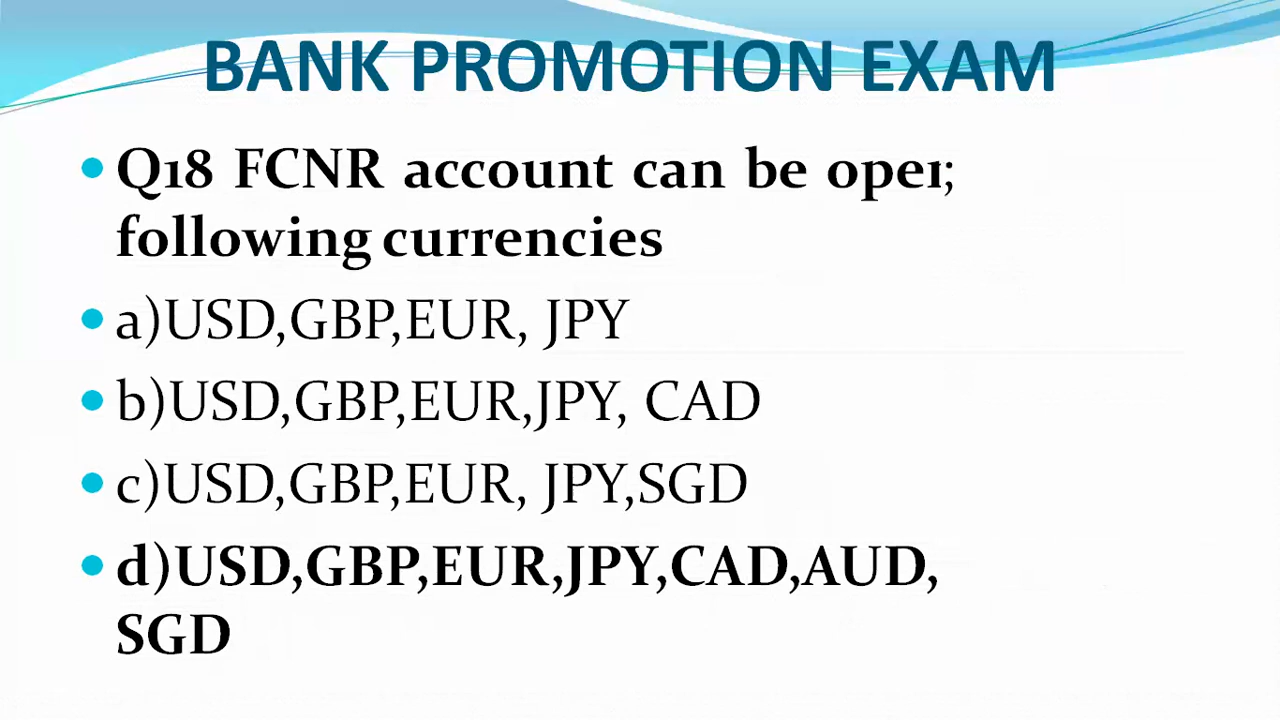 BANK PROMOTION EXAM
Q18 FCNR account can be
following currencies
a)USD,GBP,EUR, JPY
b)USD,GBP,EUR,JPY, CAD
c)USD,GBP,EUR, JPY,SGD
d)USD,GBP,EUR,JPY,CAD,AUD,
SGD